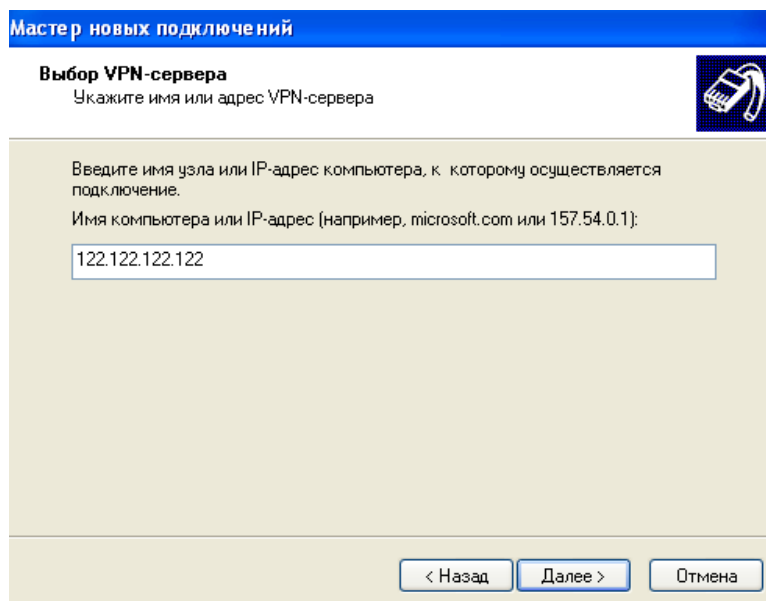 Мастер новых подключений
Выбор VPN-сервера
Укажите имя или адрес VPN-сервера
Введите имя узла или IP-адрес компьютера, к которому осуществляется
подключение.
Имя компьютера или IP-адрес (например, microsoft.com или 157.54.0.1):
122.122.122.122
< Назад Далее > Отмена